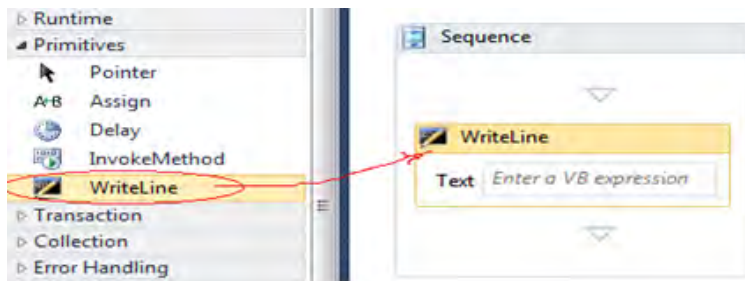 Runtime
Primitives
Pointer
A+B Assign
Delay
InvokeMethod
WriteLine
Transaction
Collection
Error Handling
Sequence
WriteLine
Text Enter a VB expression